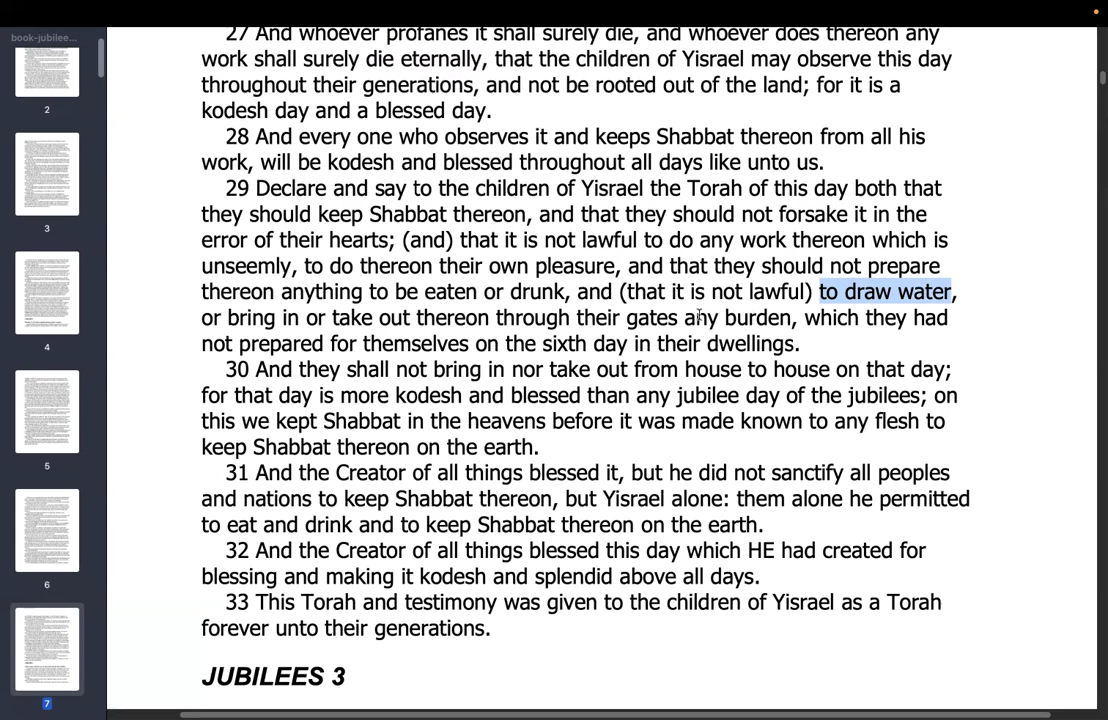 book-jubilee...
2
3
4
5
6
7
27 And whoever profanes it shall surely die, and whoever does thereon any
work shall surely die eternally, that the children of Yisrael may observe this day
throughout their generations, and not be rooted out of the land; for it is a
kodesh day and a blessed day.
28 And every one who observes it and keeps Shabbat thereon from all his
work, will be kodesh and blessed throughout all days like unto us.
29 Declare and say to the children of Yisrael the Torah of this day both that
they should keep Shabbat thereon, and that they should not forsake it in the
error of their hearts; (and) that it is not lawful to do any work thereon which is
unseemly, to do thereon their own pleasure, and that they should not prepare
thereon anything to be eaten or drunk, and (that it is not lawful) to draw water,
or bring in or take out thereon through their gates any burden, which they had
not prepared for themselves on the sixth day in their dwellings.
30 And they shall not bring in nor take out from house to house on that day;
for that day is more kodesh and blessed than any jubilee day of the jubilees; on
this we kept Shabbat in the heavens before it was made known to any flesh to
keep Shabbat thereon on the earth.
31 And the Creator of all things blessed it, but he did not sanctify all peoples
and nations to keep Shabbat thereon, but Yisrael alone: them alone he permitted
to eat and drink and to keep Shabbat thereon on the earth.
32 And the Creator of all things blessed this day which HE had created for
blessing and making it kodesh and splendid above all days.
33 This Torah and testimony was given to the children of Yisrael as a Torah
forever unto their generations.
JUBILEES 3